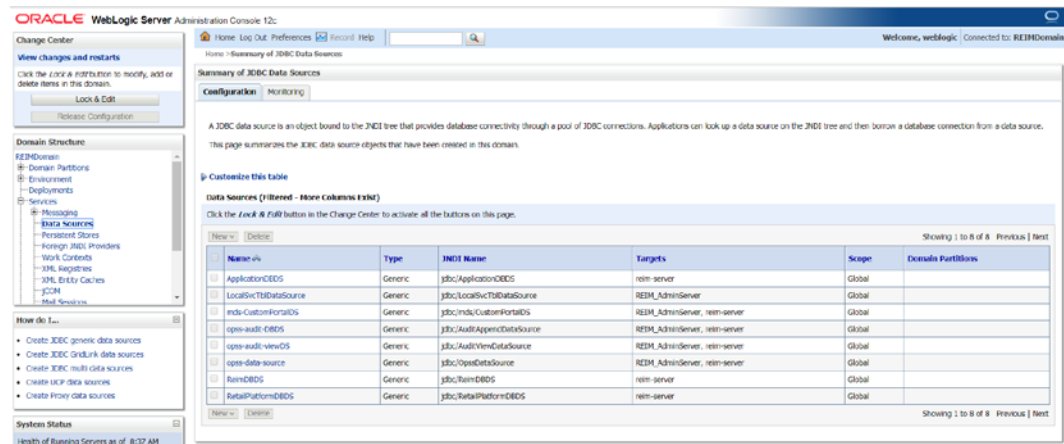 ORACLE WebLogic Server Administration Console 12c
Change Center
View changes and restarts
Click the Lock & Edit button to modify, add or
delete items in this domain.
Lock & Edit
Release Configuration
Domain Structure
REIMDomain
Domain Partitions
Environment
Deployments
Services
Messaging
Data Sources
Persistent Stores
Foreign JNDI Providers
Work Contexts
XML Registries
XML Entity Caches
jCOM
Mail Sessions
How do I...
Create JDBC generic data sources
Create JDBC GridLink data sources
Create JDBC multi data sources
Create UCP data sources
Create Proxy data sources
System Status
Health of Running Servers as of 8:37 AM
Home Log Out Preferences Record Help
Welcome, weblogic Connected to: REIMDomain
Home >Summary of JDBC Data Sources
Summary of JDBC Data Sources
Configuration Monitoring
A JDBC data source is an object bound to the JNDI tree that provides database connectivity through a pool of JDBC connections. Applications can look up a data source on the JNDI tree and then borrow a database connection from a data source.
This page summarizes the JDBC data source objects that have been created in this domain.
Customize this table
Data Sources (Filtered - More Columns Exist)
Click the Lock & Edit button in the Change Center to activate all the buttons on this page.
New Delete Showing 1 to 8 of 8 Previous | Next
Name Type JNDI Name Targets Scope Domain Partitions
ApplicationDBDS Generic jdbc/ApplicationDBDS reim-server Global
LocalSvcTblDataSource Generic jdbc/LocalSvcTblDataSource REIM_AdminServer Global
mds-CustomPortalDS Generic jdbc/mds/CustomPortalDS REIM_AdminServer, reim-server Global
opss-audit-DBDS Generic jdbc/AuditAppendDataSource REIM_AdminServer, reim-server Global
opss-audit-viewDS Generic jdbc/AuditViewDataSource REIM_AdminServer, reim-server Global
opss-data-source Generic jdbc/OpssDataSource REIM_AdminServer, reim-server Global
ReimDBDS Generic jdbc/ReimDBDS reim-server Global
RetailPlatformDBDS Generic jdbc/RetailPlatformDBDS reim-server Global
New Delete Showing 1 to 8 of 8 Previous | Next